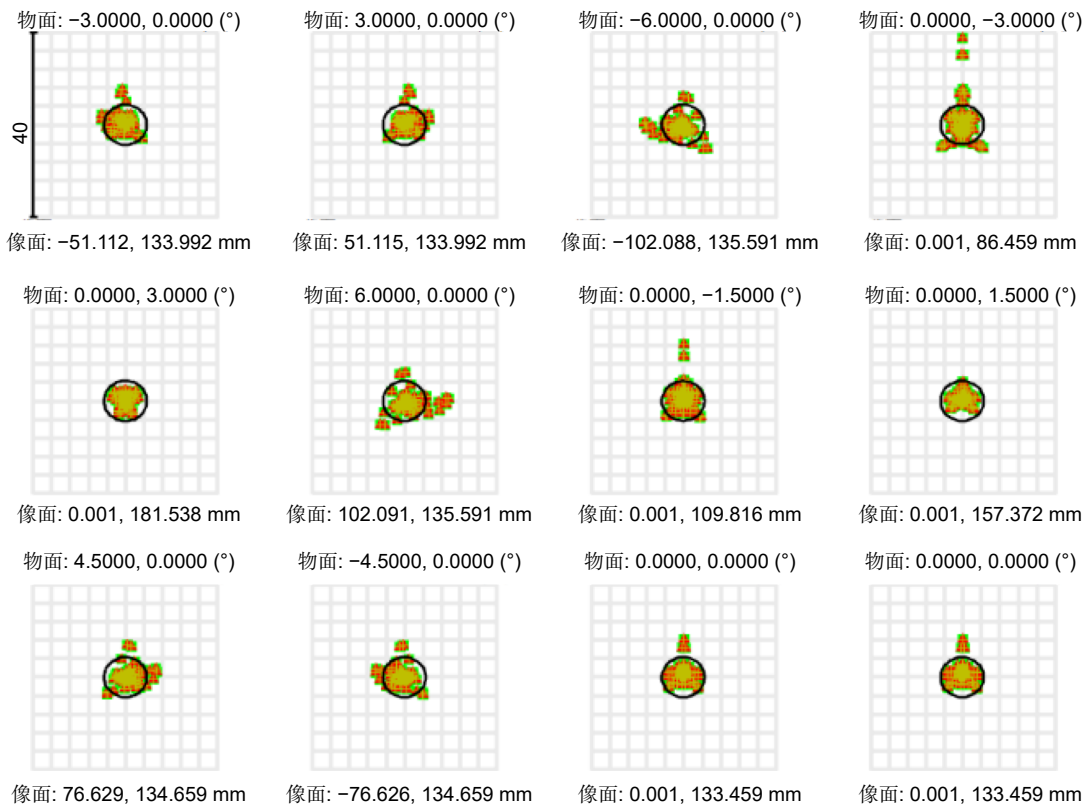 物面: −3.0000, 0.0000 (°)
物面: 3.0000, 0.0000 (°)
物面: −6.0000, 0.0000 (°)
物面: 0.0000, −3.0000 (°)
40
像面: −51.112, 133.992 mm
像面: 51.115, 133.992 mm
像面: −102.088, 135.591 mm
像面: 0.001, 86.459 mm
物面: 0.0000, 3.0000 (°)
物面: 6.0000, 0.0000 (°)
物面: 0.0000, −1.5000 (°)
物面: 0.0000, 1.5000 (°)
像面: 0.001, 181.538 mm
像面: 102.091, 135.591 mm
像面: 0.001, 109.816 mm
像面: 0.001, 157.372 mm
物面: 4.5000, 0.0000 (°)
物面: −4.5000, 0.0000 (°)
物面: 0.0000, 0.0000 (°)
物面: 0.0000, 0.0000 (°)
像面: 76.629, 134.659 mm
像面: −76.626, 134.659 mm
像面: 0.001, 133.459 mm
像面: 0.001, 133.459 mm